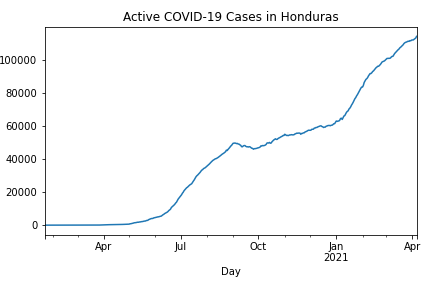 Active COVID-19 Cases in Honduras
100000
80000
60000
40000
20000
0
Apr
Jul
Oct
Jan
2021
Apr
Day